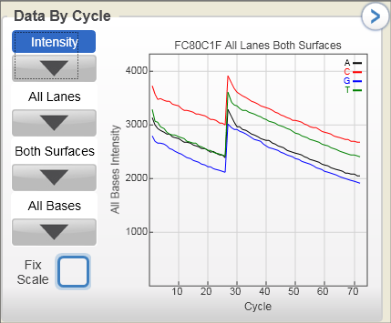 Data By Cycle
Intensity
All Lanes
Both Surfaces
All Bases
Fix
Scale
FC80C1F All Lanes Both Surfaces
A
C
G
T
All Bases Intensity
4000
3000
2000
1000
10 20 30 40 50 60 70
Cycle